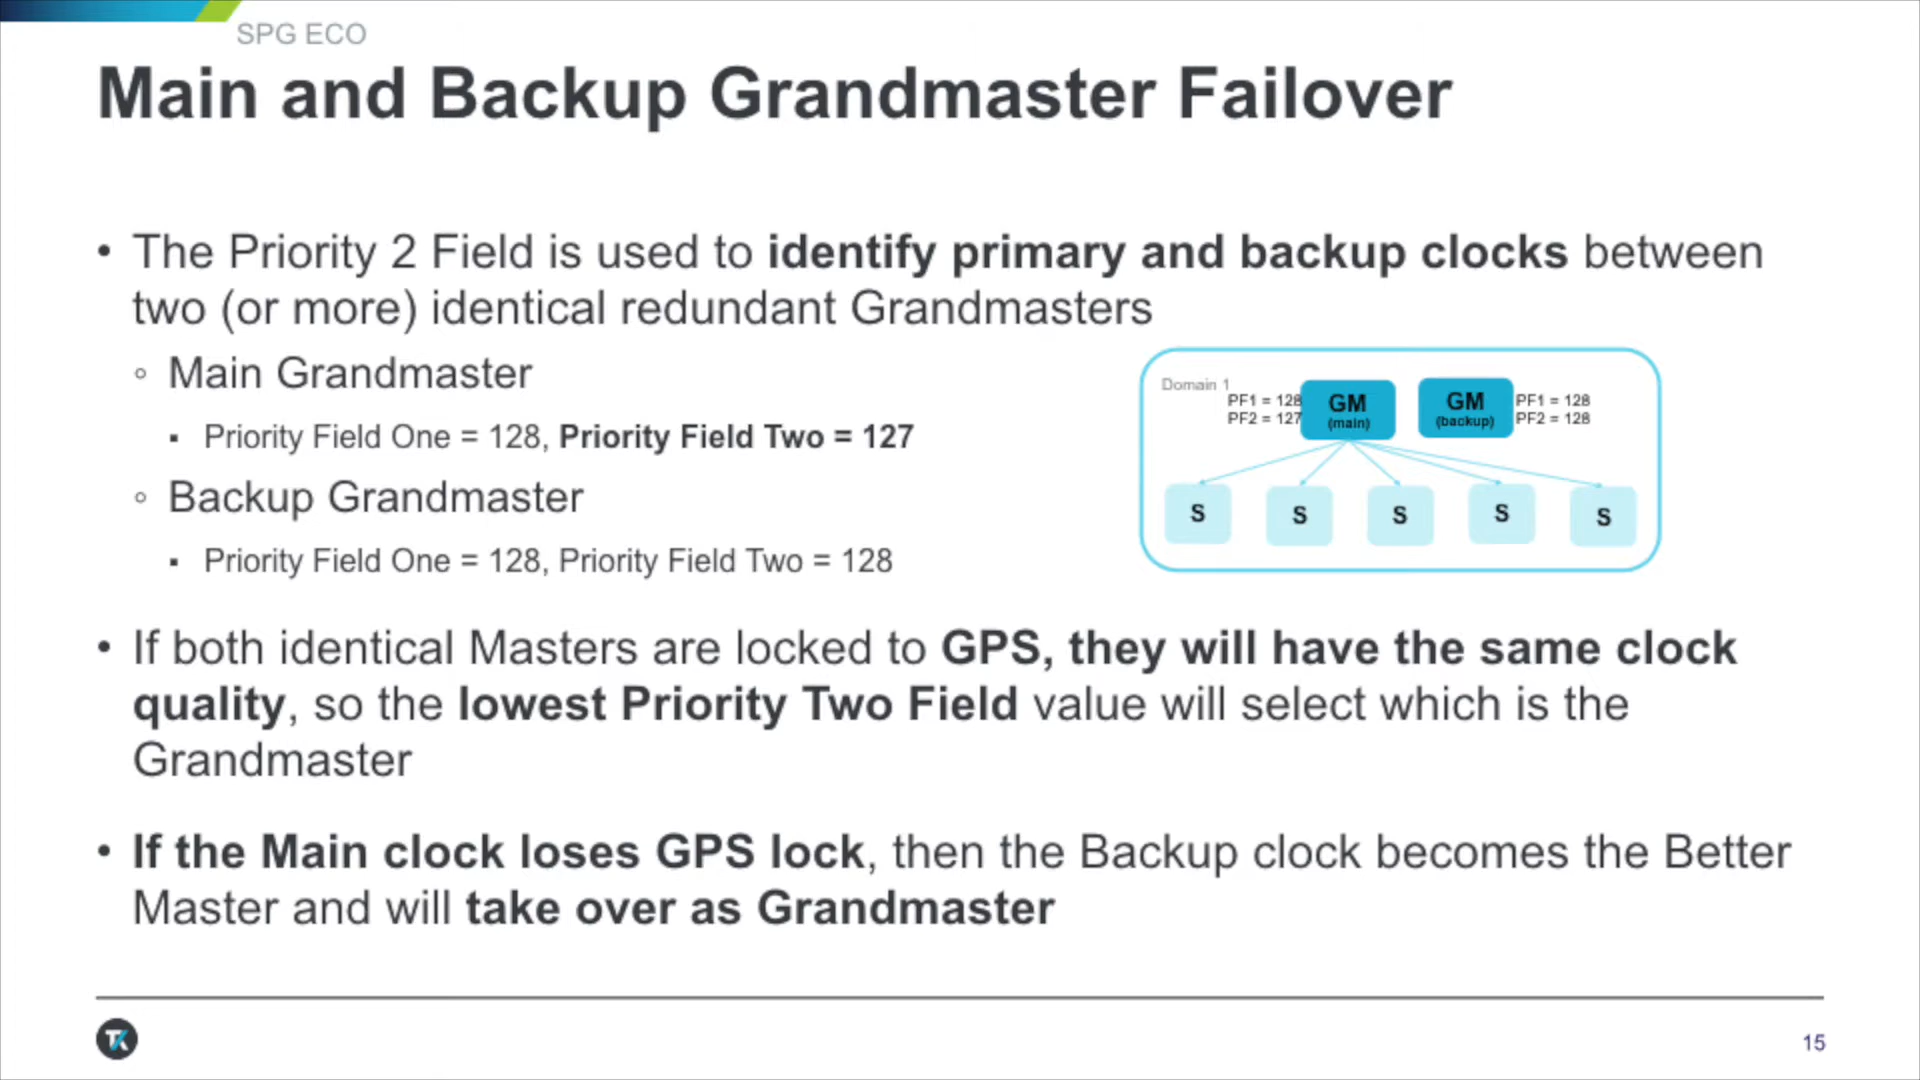 SPG ECO
Main and Backup Grandmaster Failover
• The Priority 2 Field is used to identify primary and backup clocks between
two (or more) identical redundant Grandmasters
◦ Main Grandmaster
▪ Priority Field One = 128, Priority Field Two = 127
◦ Backup Grandmaster
▪ Priority Field One = 128, Priority Field Two = 128
Domain 1
PF1 = 128
PF2 = 127
GM
(main)
GM
(backup)
PF1 = 128
PF2 = 128
S S S S S
• If both identical Masters are locked to GPS, they will have the same clock
quality, so the lowest Priority Two Field value will select which is the
Grandmaster
• If the Main clock loses GPS lock, then the Backup clock becomes the Better
Master and will take over as Grandmaster
TK
15